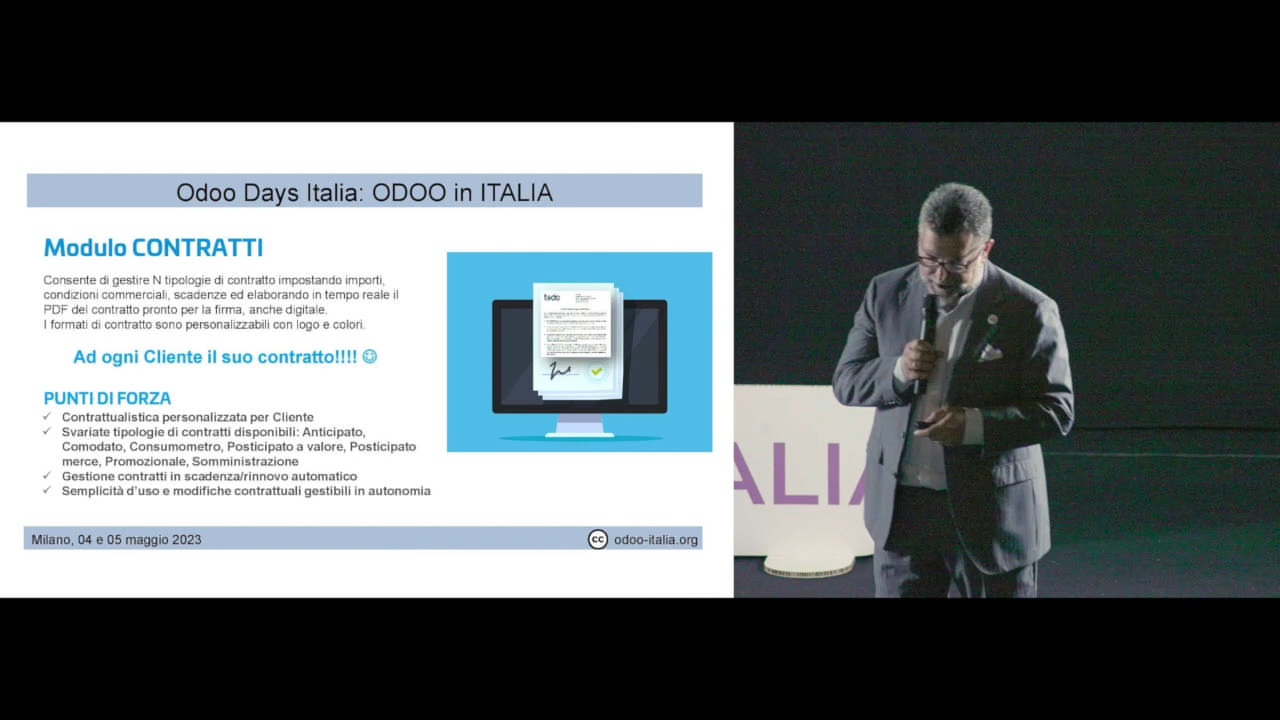 Odoo Days Italia: ODOO in ITALIA
Modulo CONTRATTI
Consente di gestire N tipologie di contratto impostando importi,
condizioni commerciali, scadenze ed elaborando in tempo reale il
PDF del contratto pronto per la firma, anche digitale.
I formati di contratto sono personalizzabili con logo e colori.
Ad ogni Cliente il suo contratto!!!! ☺
PUNTI DI FORZA
✓ Contrattualistica personalizzata per Cliente
✓ Svariate tipologie di contratti disponibili: Anticipato,
Comodato, Consumometro, Posticipato a valore, Posticipato
merce, Promozionale, Somministrazione
✓ Gestione contratti in scadenza/rinnovo automatico
✓ Semplicità d'uso e modifiche contrattuali gestibili in autonomia
Milano, 04 e 05 maggio 2023
cc odoo-italia.org
ALIA